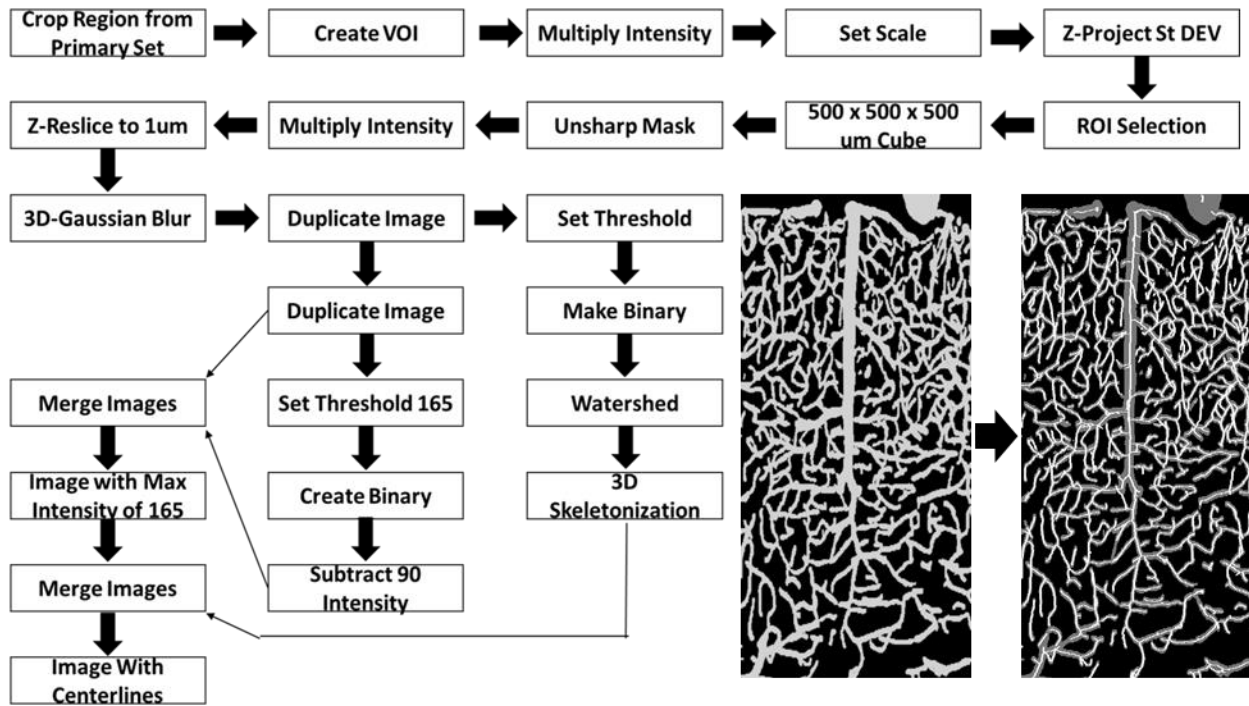 Crop Region from
Primary Set
Create VOI
Multiply Intensity
Set Scale
Z-Project St DEV
Z-Reslice to 1um
Multiply Intensity
Unsharp Mask
500 x 500 x 500
um Cube
ROI Selection
3D-Gaussian Blur
Duplicate Image
Set Threshold
Duplicate Image
Make Binary
Merge Images
Set Threshold 165
Watershed
Image with Max
Intensity of 165
Create Binary
3D
Skeletonization
Merge Images
Subtract 90
Intensity
Image With
Centerlines